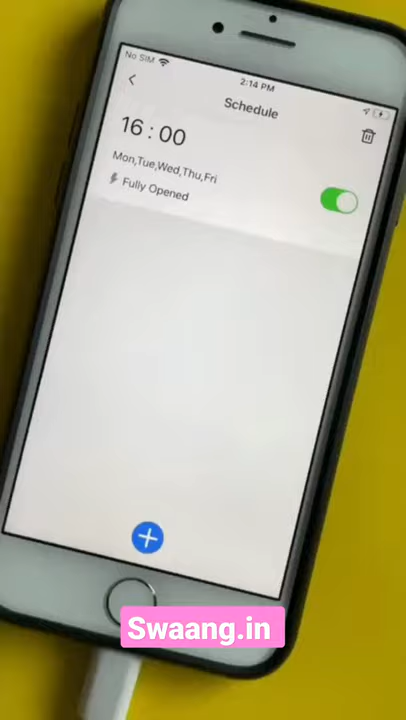 No SIM
2:14 PM
Schedule
16 : 00
Mon,Tue,Wed,Thu,Fri
Fully Opened
Swaang.in